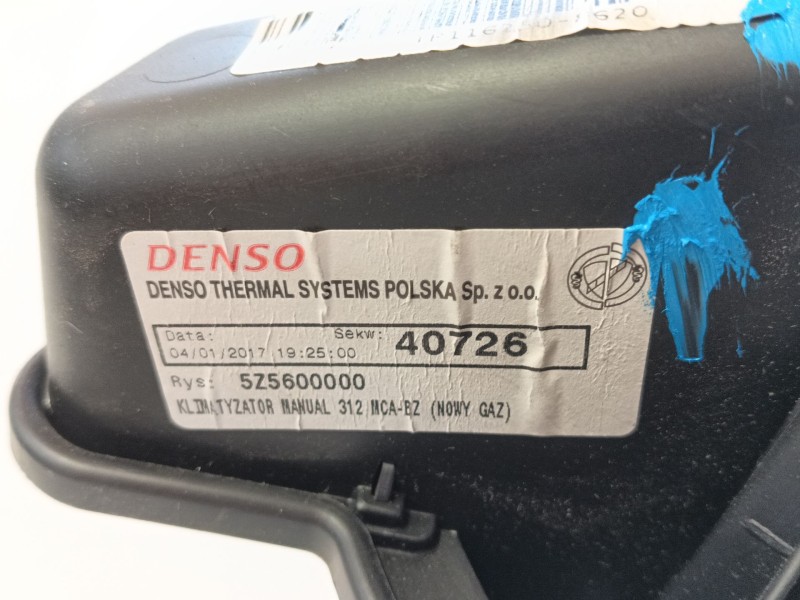 DENSO
DENSO THERMAL SYSTEMS POLSKA Sp. z o.o.
Data: Sekw: 40726
04/01/2017 19:25:00
Rys: 5Z5600000
KLIMATYZATOR MANUAL 312 MCA-BZ (NOWY GAZ)